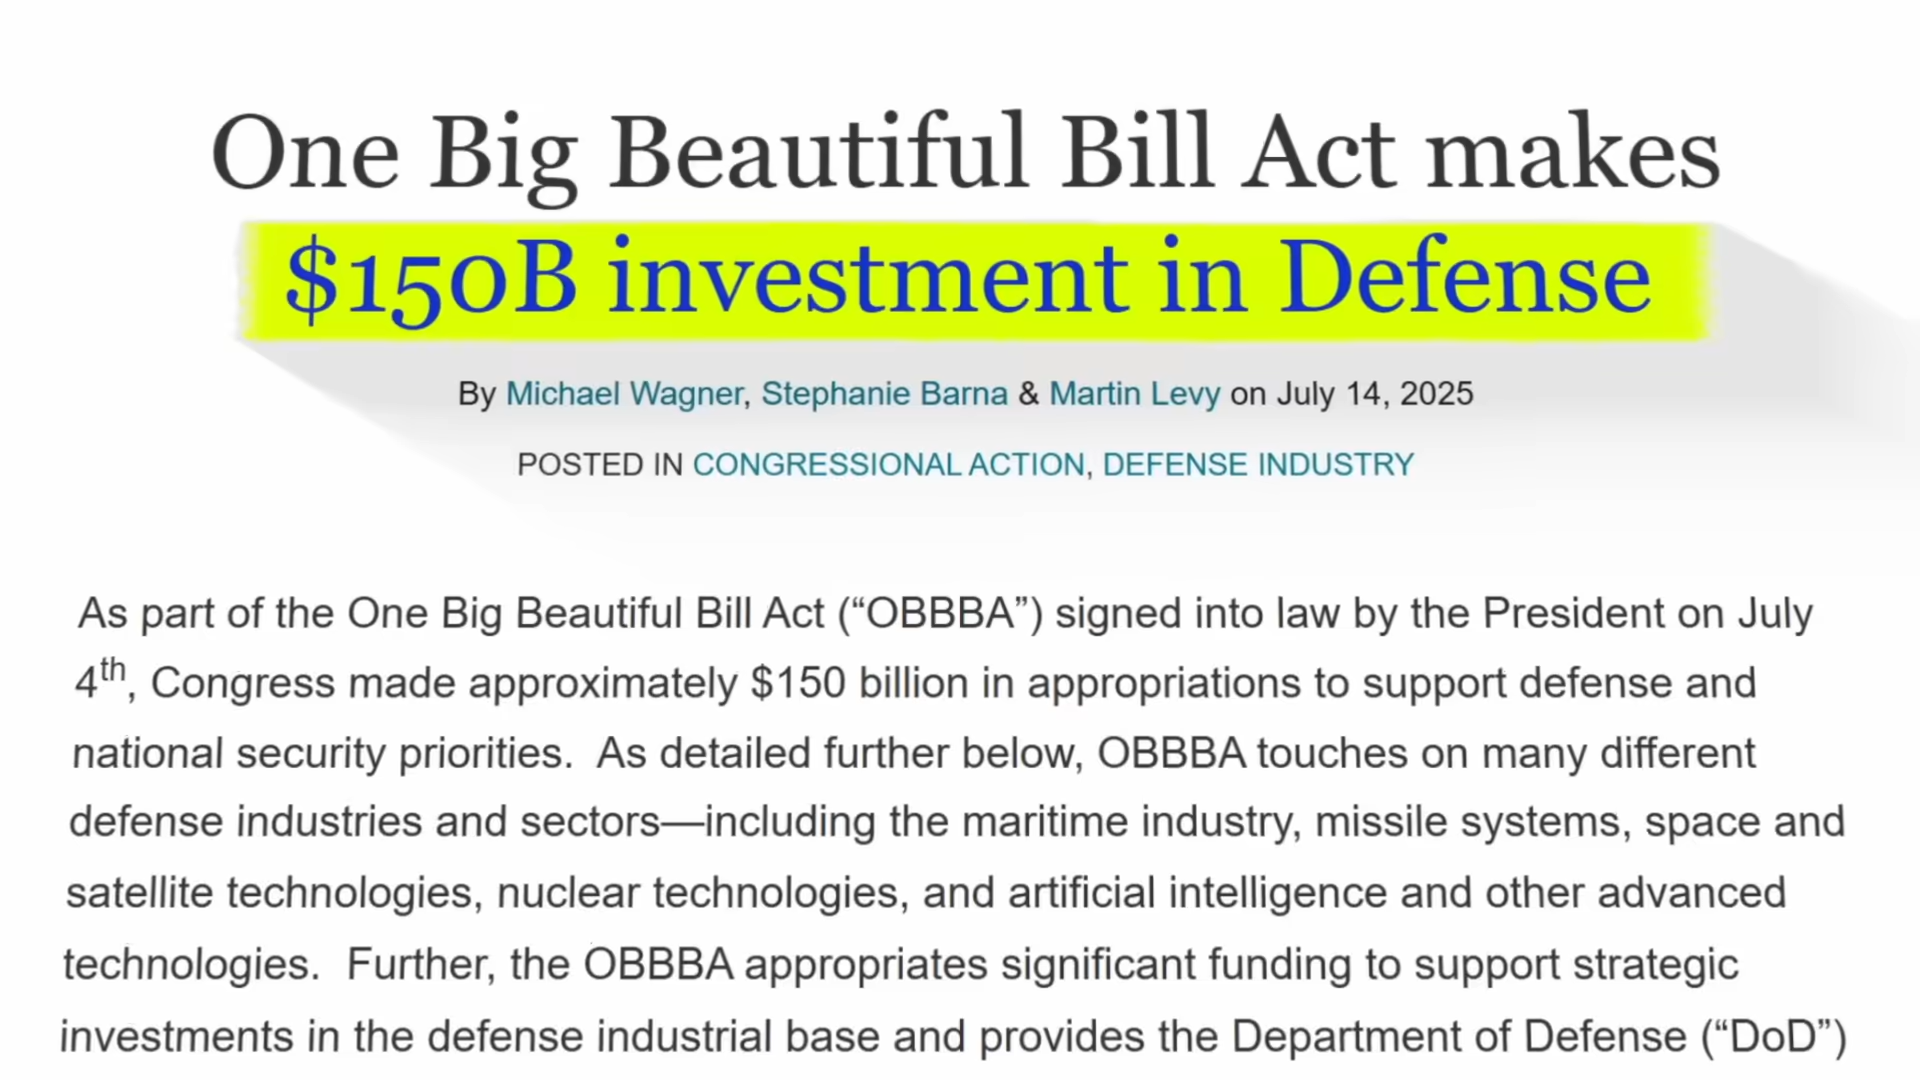 One Big Beautiful Bill Act makes
$150B investment in Defense
By Michael Wagner, Stephanie Barna & Martin Levy on July 14, 2025
POSTED IN CONGRESSIONAL ACTION, DEFENSE INDUSTRY
As part of the One Big Beautiful Bill Act (“OBBBA”) signed into law by the President on July
4th, Congress made approximately $150 billion in appropriations to support defense and
national security priorities.  As detailed further below, OBBBA touches on many different
defense industries and sectors—including the maritime industry, missile systems, space and
satellite technologies, nuclear technologies, and artificial intelligence and other advanced
technologies.  Further, the OBBBA appropriates significant funding to support strategic
investments in the defense industrial base and provides the Department of Defense (“DoD”)